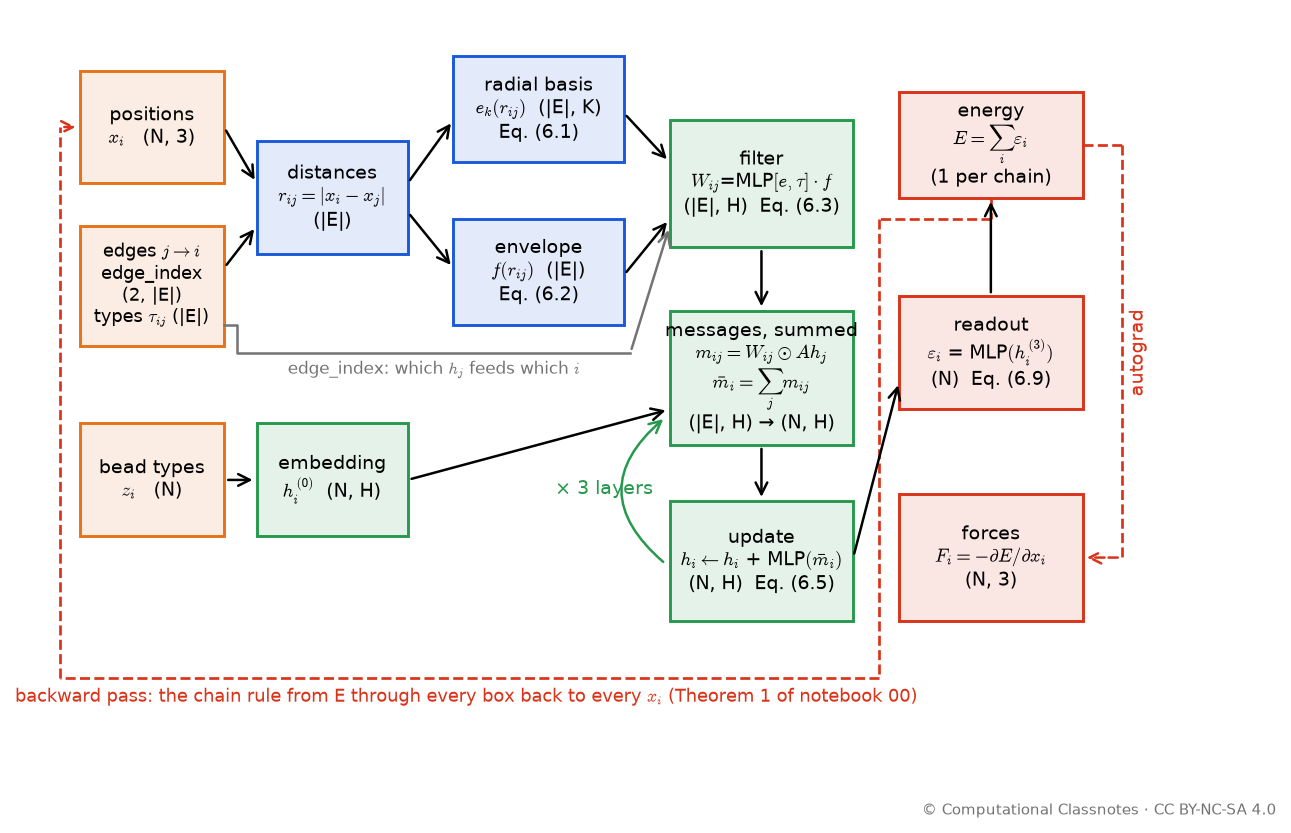 positions
x_i (N, 3)
edges j → i
edge_index
(2, |E|)
types τ_ij (|E|)
distances
r_ij = |x_i − x_j|
(|E|)
radial basis
e_k(r_ij) (|E|, K)
Eq. (6.1)
envelope
f(r_ij) (|E|)
Eq. (6.2)
filter
W_ij=MLP[e, τ] · f
(|E|, H) Eq. (6.3)
edge_index: which h_j feeds which i
messages, summed
m_ij = W_ij ⊙ Ah_j
m̄_i = ∑_j m_ij
(|E|, H) → (N, H)
bead types
z_i (N)
embedding
h_i^(0) (N, H)
× 3 layers
update
h_i ← h_i + MLP(m̄_i)
(N, H) Eq. (6.5)
energy
E = ∑_i ε_i
(1 per chain)
readout
ε_i = MLP(h_i^(3))
(N) Eq. (6.9)
autograd
forces
F_i = −∂E/∂x_i
(N, 3)
backward pass: the chain rule from E through every box back to every x_i (Theorem 1 of notebook 00)
© Computational Classnotes · CC BY-NC-SA 4.0